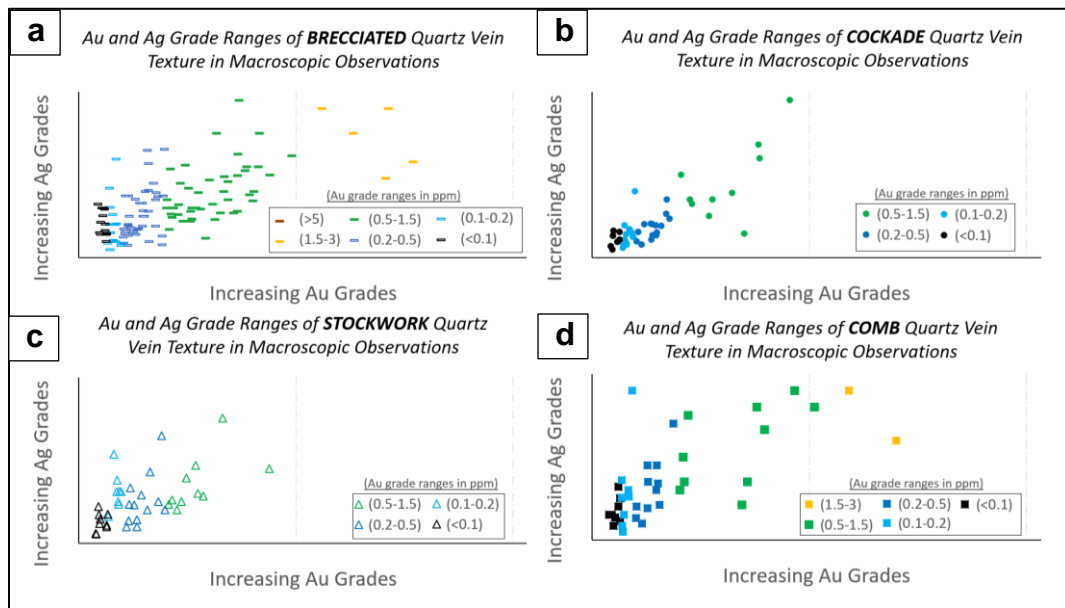 a
Au and Ag Grade Ranges of BRECCIATED Quartz Vein
Texture in Macroscopic Observations
Increasing Ag Grades
(Au grade ranges in ppm)
(>5) (0.5-1.5) (0.1-0.2)
(1.5-3) (0.2-0.5) (<0.1)
Increasing Au Grades
b
Au and Ag Grade Ranges of COCKADE Quartz Vein
Texture in Macroscopic Observations
Increasing Ag Grades
(Au grade ranges in ppm)
(0.5-1.5) (0.1-0.2)
(0.2-0.5) (<0.1)
Increasing Au Grades
c
Au and Ag Grade Ranges of STOCKWORK Quartz
Vein Texture in Macroscopic Observations
Increasing Ag Grades
(Au grade ranges in ppm)
(0.5-1.5) (0.1-0.2)
(0.2-0.5) (<0.1)
Increasing Au Grades
d
Au and Ag Grade Ranges of COMB Quartz Vein
Texture in Macroscopic Observations
Increasing Ag Grades
(Au grade ranges in ppm)
(1.5-3) (0.2-0.5) (<0.1)
(0.5-1.5) (0.1-0.2)
Increasing Au Grades